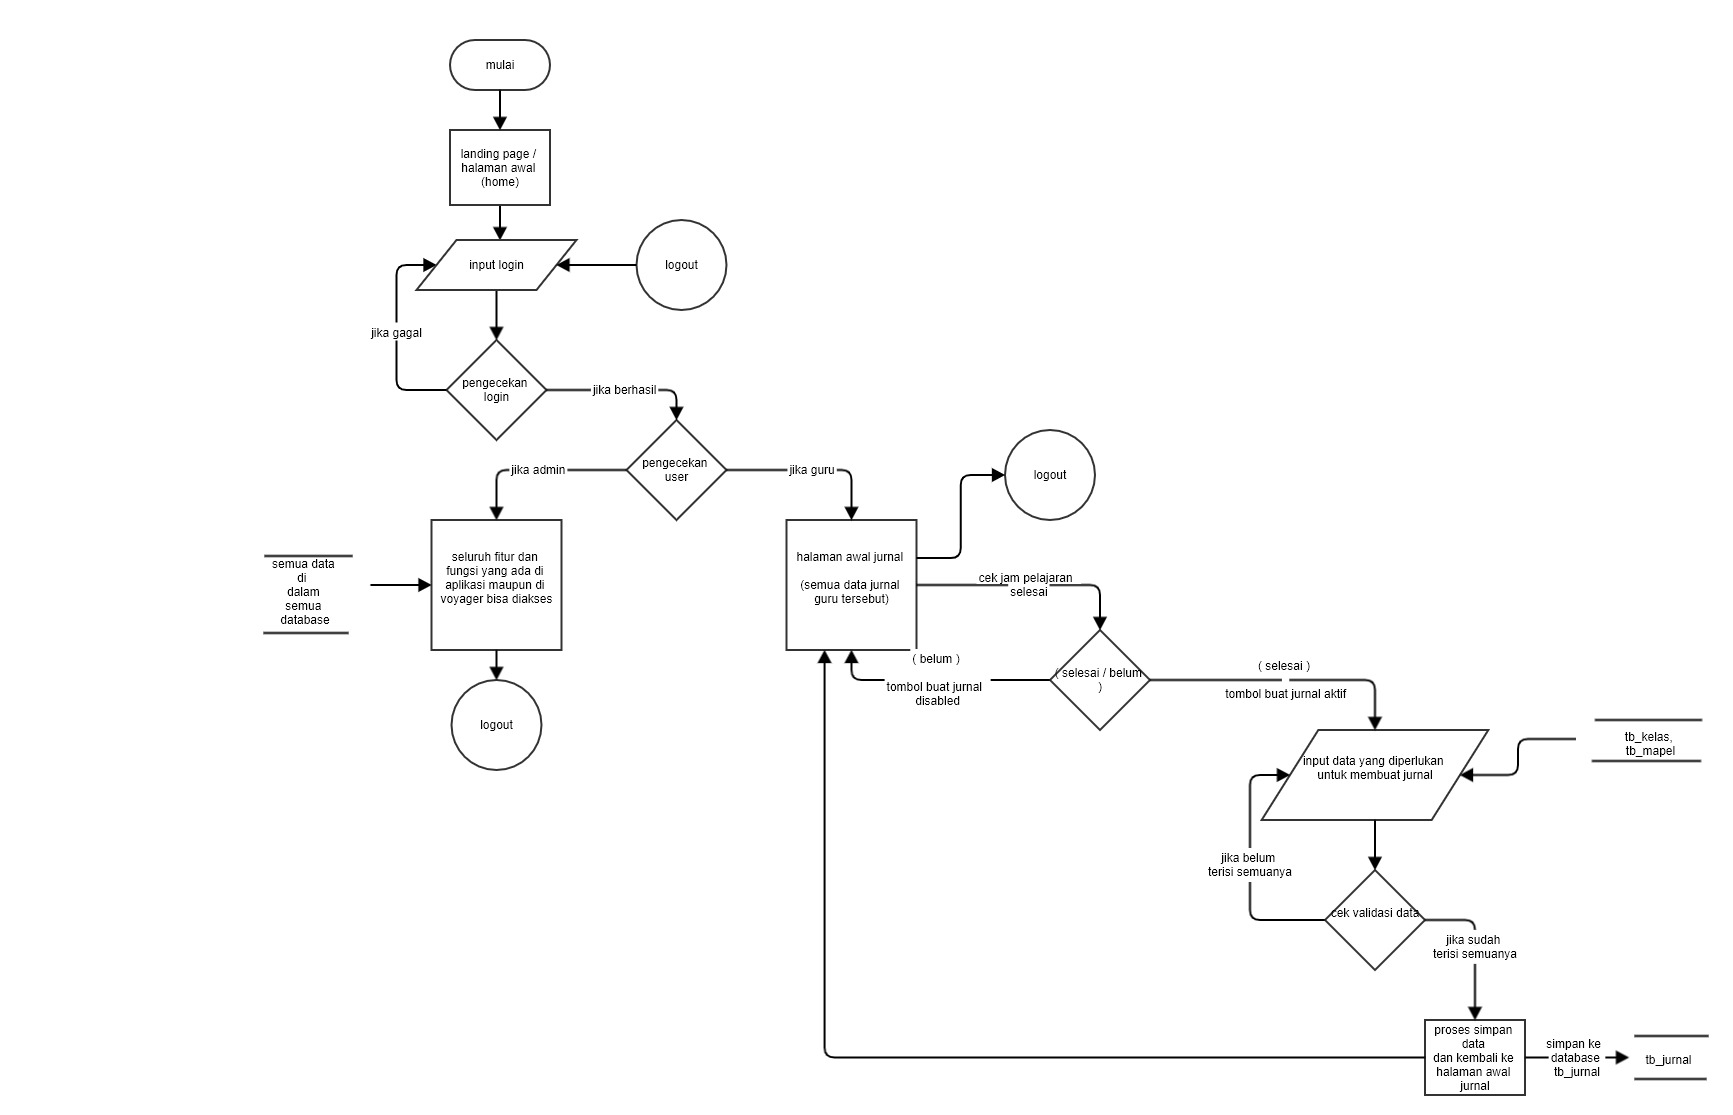 mulai
landing page /
halaman awal
(home)
input login
logout
jika gagal
pengecekan
login
jika berhasil
pengecekan
user
jika admin
jika guru
logout
semua data
di
dalam
semua
database
seluruh fitur dan
fungsi yang ada di
aplikasi maupun di
voyager bisa diakses
logout
halaman awal jurnal
(semua data jurnal
guru tersebut)
cek jam pelajaran
selesai
( belum )
tombol buat jurnal
disabled
( selesai / belum
)
( selesai )
tombol buat jurnal aktif
tb_kelas,
tb_mapel
input data yang diperlukan
untuk membuat jurnal
jika belum
terisi semuanya
cek validasi data
jika sudah
terisi semuanya
proses simpan
data
dan kembali ke
halaman awal
jurnal
simpan ke
database
tb_jurnal
tb_jurnal